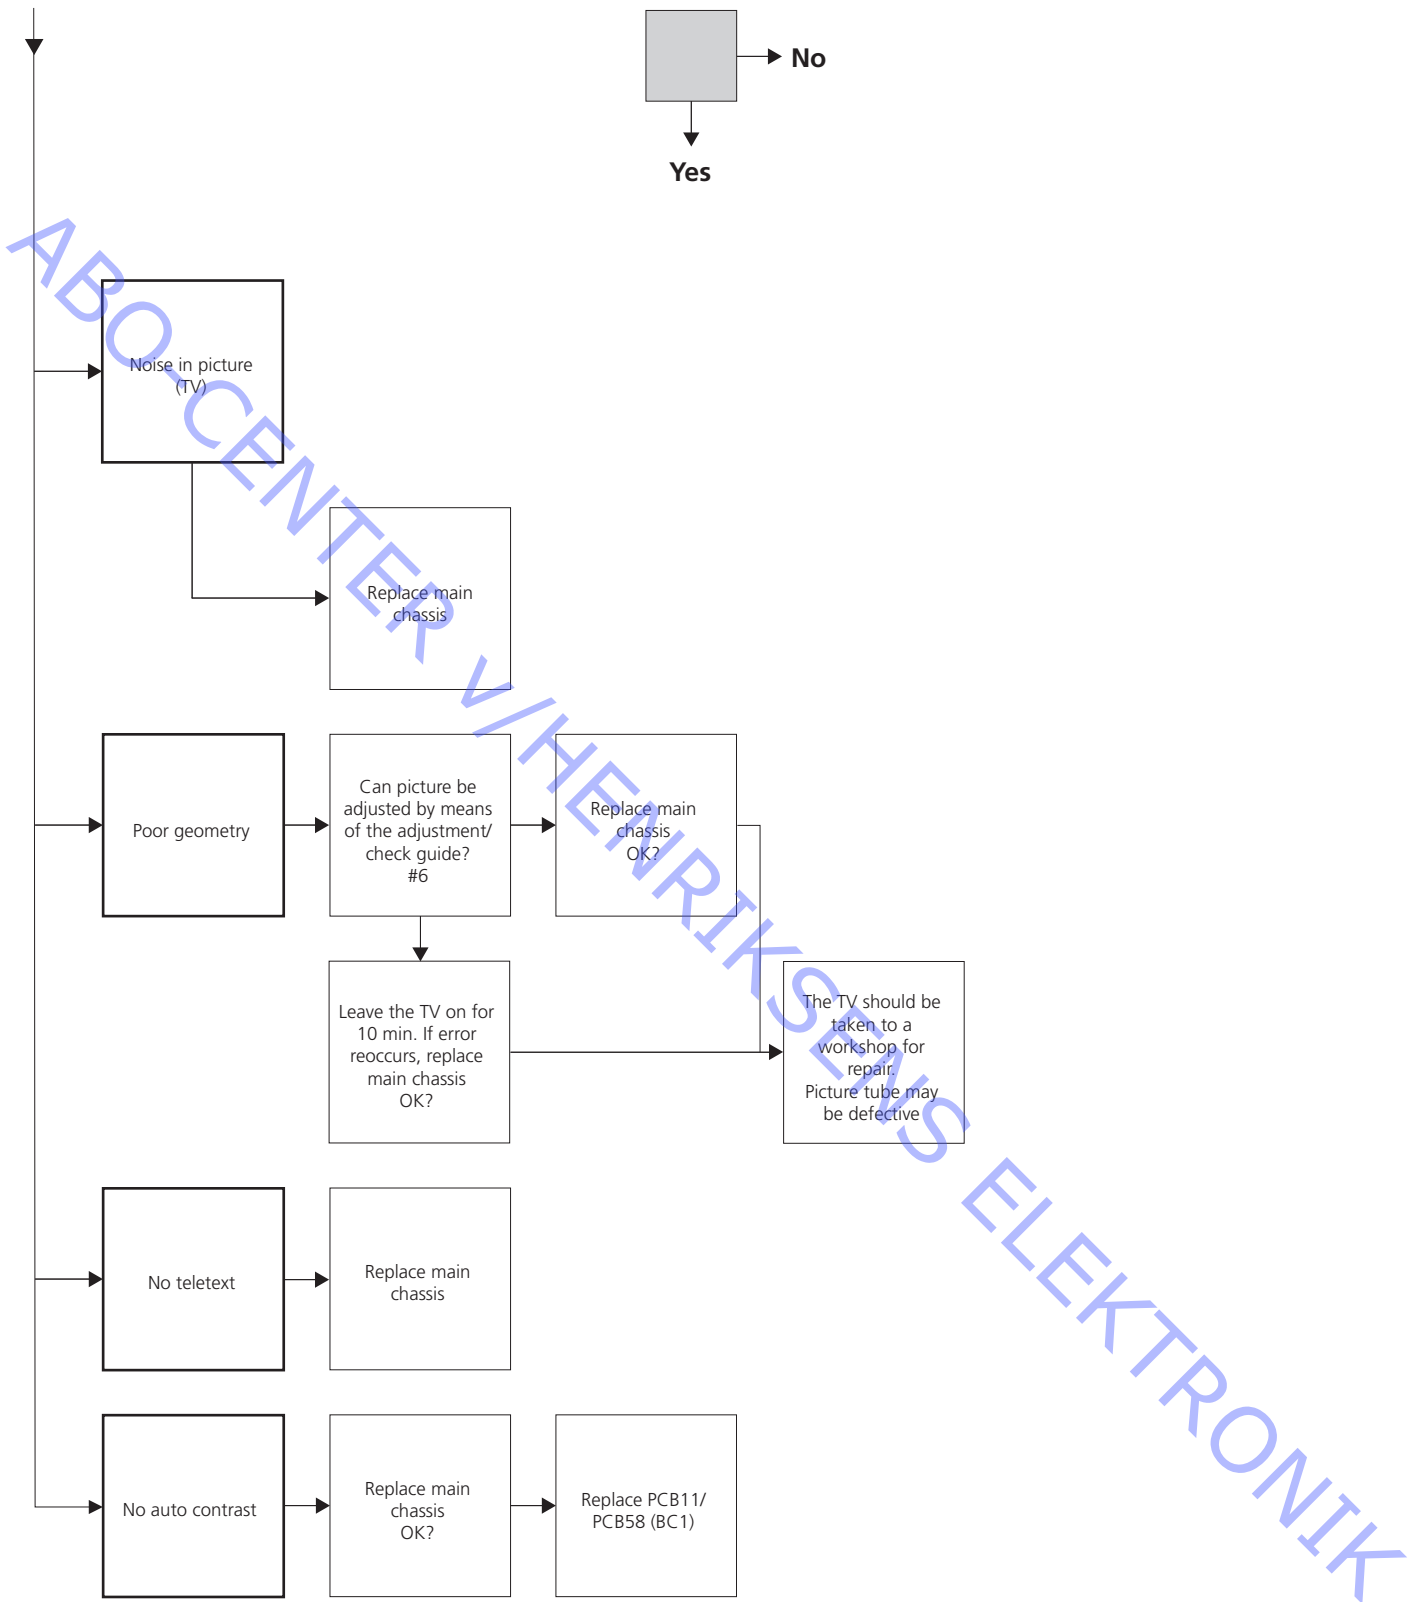 No
Yes
ABO-CENTER v/HENRIKSENS ELEKTRONIK
Noise in picture
(TV)
Replace main
chassis
Poor geometry
Can picture be
adjusted by means
of the adjustment/
check guide?
#6
Replace main
chassis
OK?
Leave the TV on for
10 min. If error
reoccurs, replace
main chassis
OK?
The TV should be
taken to a
workshop for
repair.
Picture tube may
be defective
No teletext
Replace main
chassis
No auto contrast
Replace main
chassis
OK?
Replace PCB11/
PCB58 (BC1)